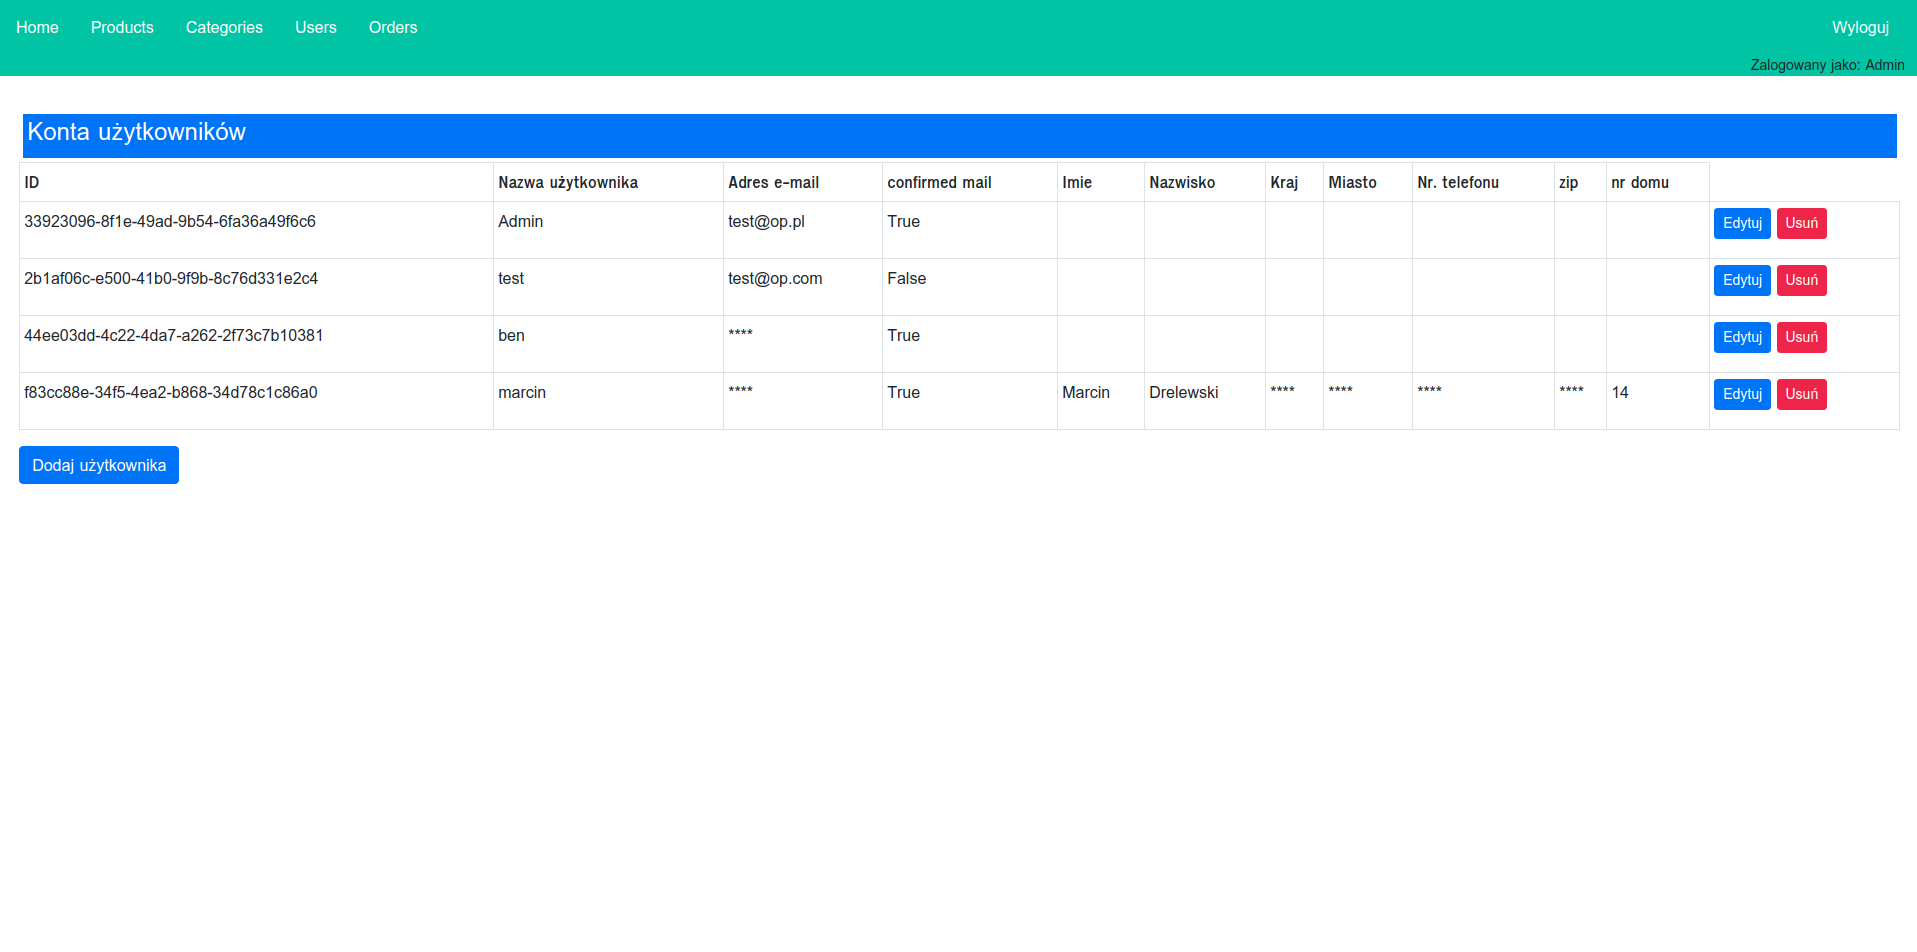 Home Products Categories Users Orders Wyloguj
Zalogowany jako: Admin
Konta użytkowników
ID Nazwa użytkownika Adres e-mail confirmed mail Imie Nazwisko Kraj Miasto Nr. telefonu zip nr domu
33923096-8f1e-49ad-9b54-6fa36a49f6c6 Admin test@op.pl True Edytuj Usuń
2b1af06c-e500-41b0-9f9b-8c76d331e2c4 test test@op.com False Edytuj Usuń
44ee03dd-4c22-4da7-a262-2f73c7b10381 ben **** True Edytuj Usuń
f83cc88e-34f5-4ea2-b868-34d78c1c86a0 marcin **** True Marcin Drelewski **** **** **** **** 14 Edytuj Usuń
Dodaj użytkownika